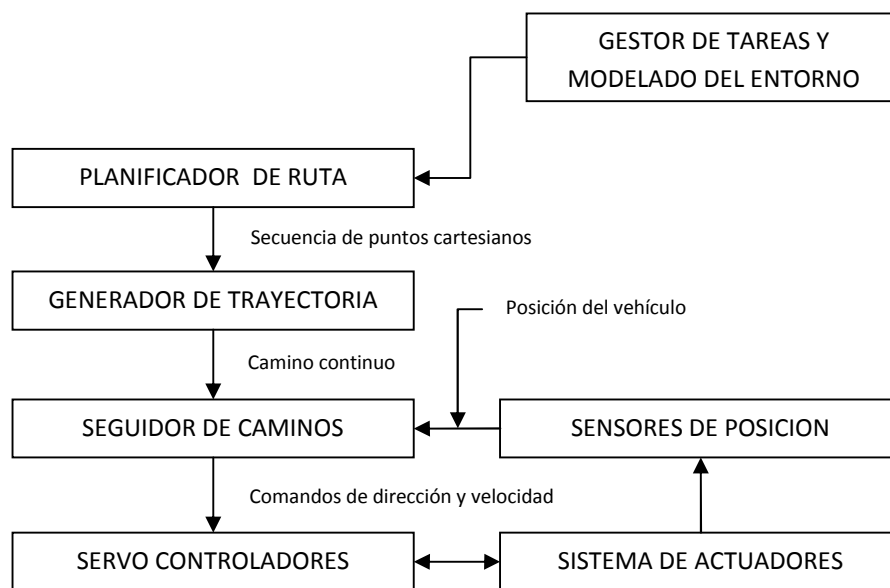 GESTOR DE TAREAS Y
MODELADO DEL ENTORNO
PLANIFICADOR DE RUTA
Secuencia de puntos cartesianos
GENERADOR DE TRAYECTORIA
Posición del vehículo
Camino continuo
SEGUIDOR DE CAMINOS
SENSORES DE POSICION
Comandos de dirección y velocidad
SERVO CONTROLADORES
SISTEMA DE ACTUADORES